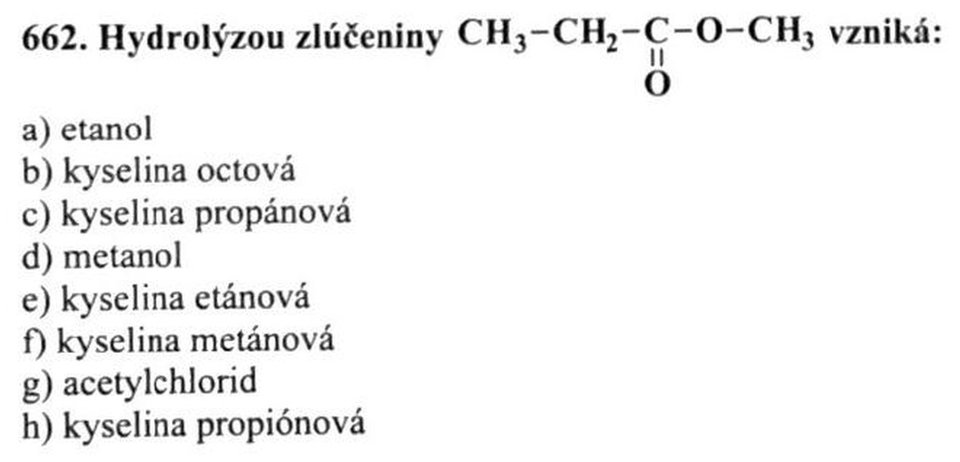 662. Hydrolýzou zlúčeniny CH₃–CH₂–C–O–CH₃ vzniká:
||
O
a) etanol
b) kyselina octová
c) kyselina propánová
d) metanol
e) kyselina etánová
f) kyselina metánová
g) acetylchlorid
h) kyselina propiónová